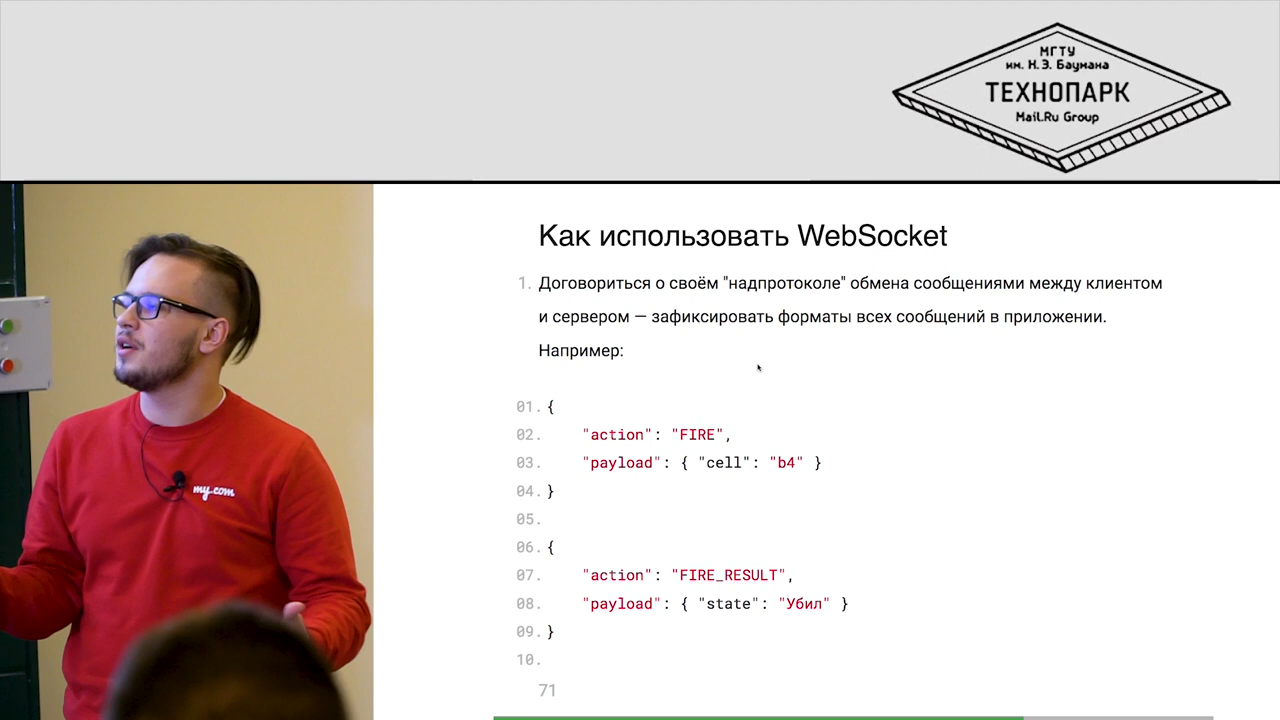 МГТУ
им. Н.Э. Баумана
ТЕХНОПАРК
Mail.Ru Group
my.com
Как использовать WebSocket
1. Договориться о своём "надпротоколе" обмена сообщениями между клиентом
и сервером — зафиксировать форматы всех сообщений в приложении.
Например:
01. {
02.     "action": "FIRE",
03.     "payload": { "cell": "b4" }
04. }
05.
06. {
07.     "action": "FIRE_RESULT",
08.     "payload": { "state": "Убил" }
09. }
10.
71